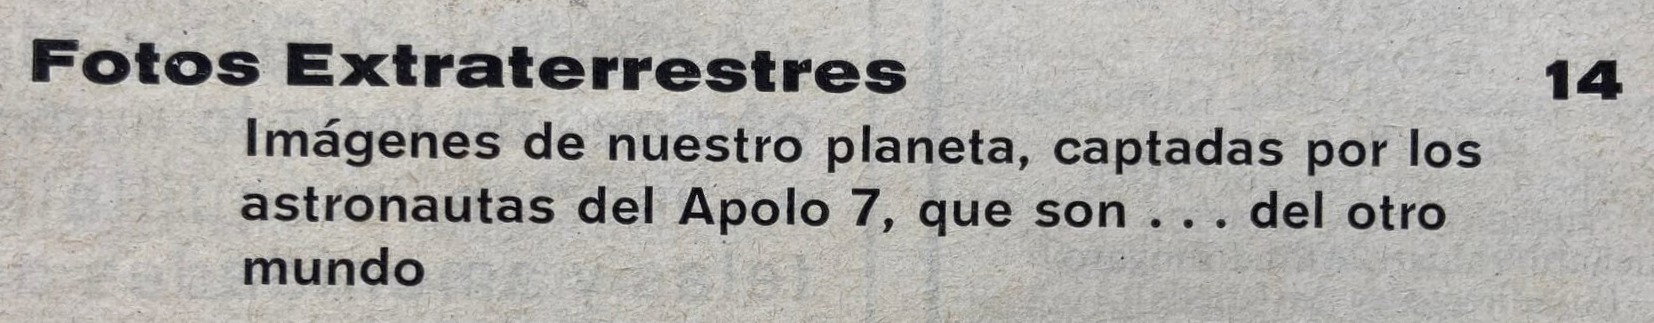 Fotos Extraterrestres 14
Imágenes de nuestro planeta, captadas por los
astronautas del Apolo 7, que son . . . del otro
mundo